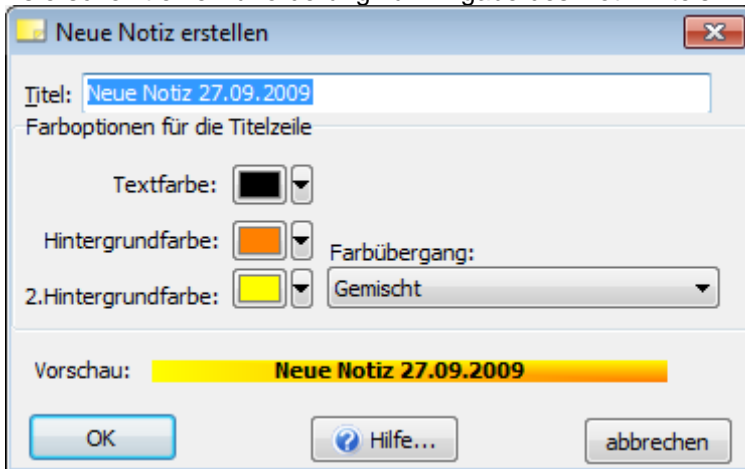 Neue Notiz erstellen
Titel: Neue Notiz 27.09.2009
Farboptionen für die Titelzeile
Textfarbe:
Hintergrundfarbe:
Farbübergang:
2.Hintergrundfarbe:
Gemischt
Vorschau: Neue Notiz 27.09.2009
OK
Hilfe...
abbrechen